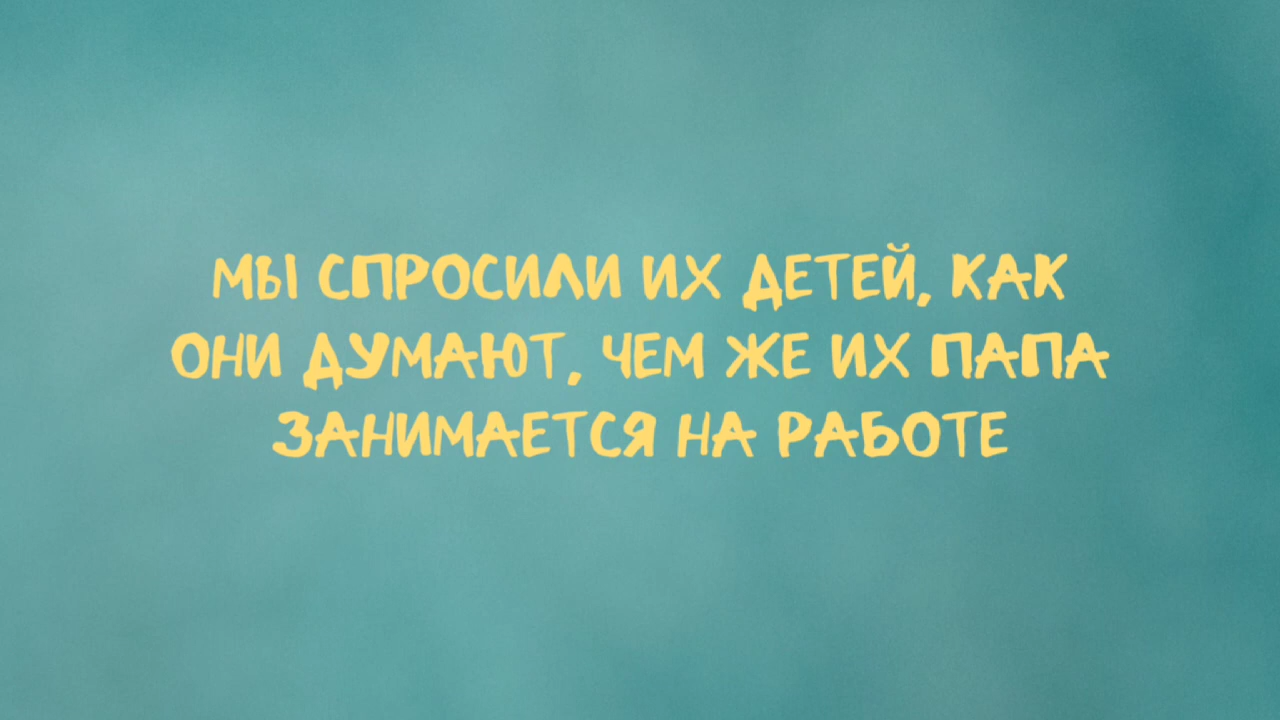 МЫ СПРОСИЛИ ИХ ДЕТЕЙ, КАК
ОНИ ДУМАЮТ, ЧЕМ ЖЕ ИХ ПАПА
ЗАНИМАЕТСЯ НА РАБОТЕ